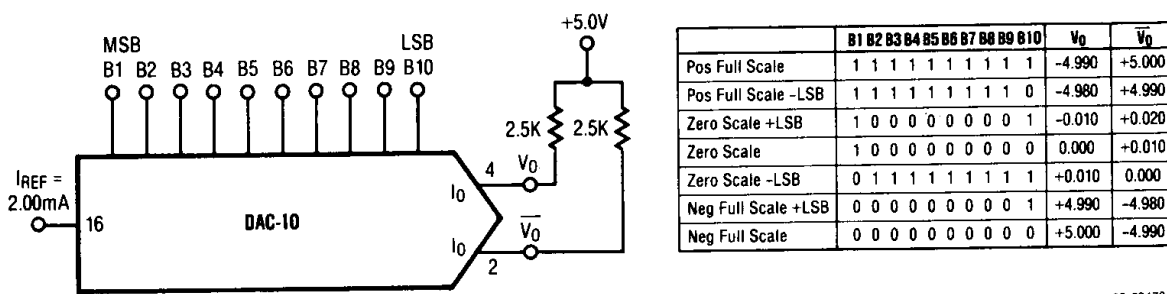 +5.0V
MSB LSB
B1 B2 B3 B4 B5 B6 B7 B8 B9 B10
2.5K 2.5K
IREF =
2.00mA
16
DAC-10
IO
4
VO
IO
2
V̅O̅
B1 B2 B3 B4 B5 B6 B7 B8 B9 B10 VO V̅O̅
Pos Full Scale 1 1 1 1 1 1 1 1 1 1 -4.990 +5.000
Pos Full Scale -LSB 1 1 1 1 1 1 1 1 1 0 -4.980 +4.990
Zero Scale +LSB 1 0 0 0 0 0 0 0 0 1 -0.010 +0.020
Zero Scale 1 0 0 0 0 0 0 0 0 0 0.000 +0.010
Zero Scale -LSB 0 1 1 1 1 1 1 1 1 1 +0.010 0.000
Neg Full Scale +LSB 0 0 0 0 0 0 0 0 0 1 +4.990 -4.980
Neg Full Scale 0 0 0 0 0 0 0 0 0 0 +5.000 -4.990